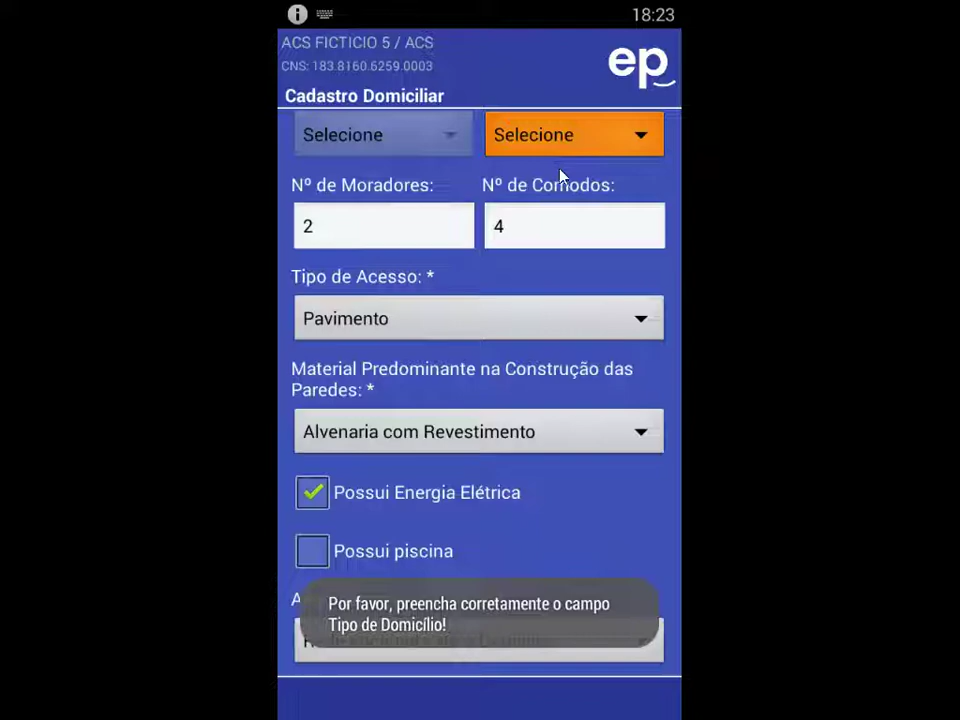 18:23
ACS FICTICIO 5 / ACS
CNS: 183.8160.6259.0003
ep
Cadastro Domiciliar
Selecione
Selecione
Nº de Moradores:
Nº de Comodos:
2
4
Tipo de Acesso: *
Pavimento
Material Predominante na Construção das
Paredes: *
Alvenaria com Revestimento
Possui Energia Elétrica
Possui piscina
Por favor, preencha corretamente o campo
Tipo de Domicílio!